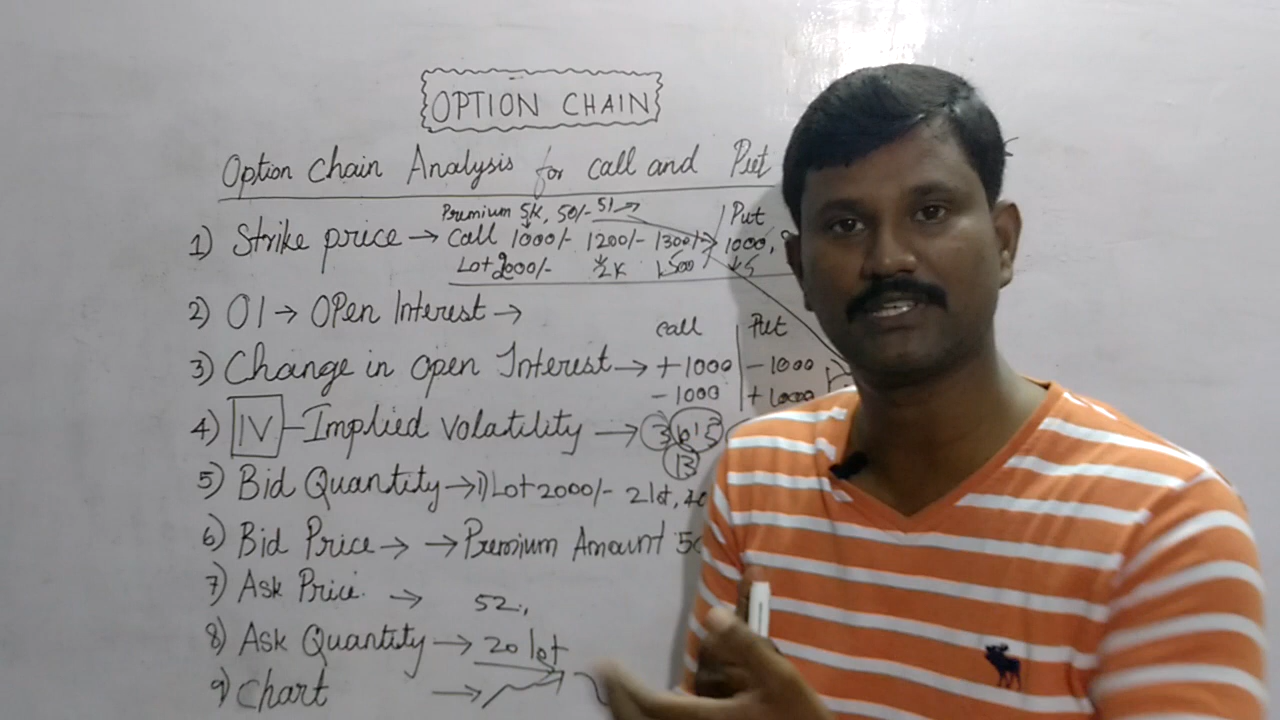 OPTION CHAIN
Option Chain Analysis for call and Put
Premium 5k, 50/- 51 → Put
1) Strike price → Call 1000/- 1200/- 1300/- 1000,
Lot 2000/- 2k 1500 ↓5
2) OI → OPen Interest →
call Put
3) Change in open Interest → +1000 -1000
-1000 +1000
4) IV - Implied volatility →
13
5) Bid Quantity → 1) Lot 2000/- 2 lot,
6) Bid Price → → Premium Amount
7) Ask Price. → 52.,
8) Ask Quantity → 20 lot
9) Chart →